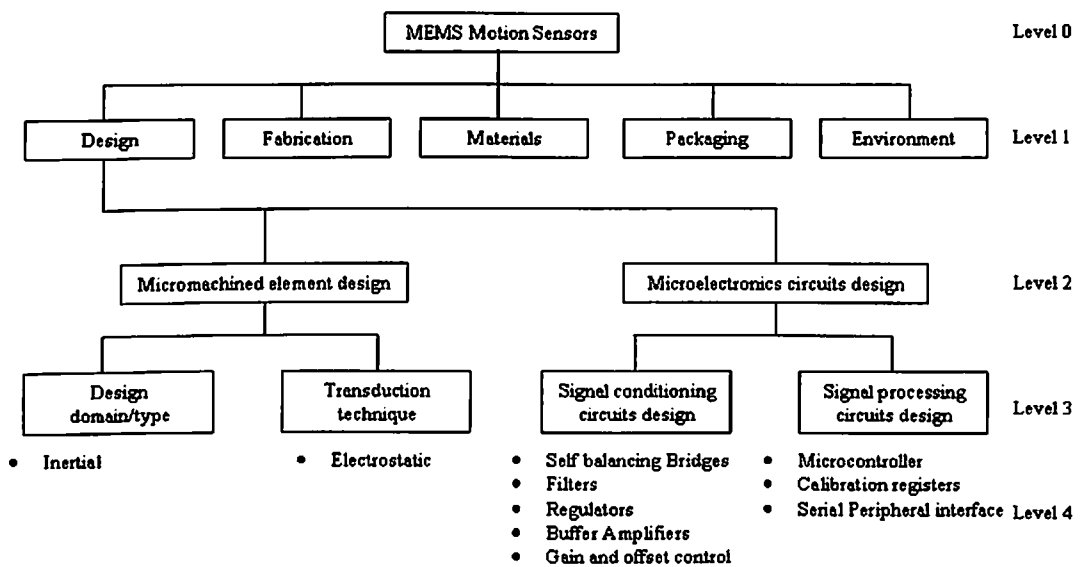 MEMS Motion Sensors
Level 0
Design
Fabrication
Materials
Packaging
Environment
Level 1
Micromachined element design
Microelectronics circuits design
Level 2
Design
domain/type
Transduction
technique
Signal conditioning
circuits design
Signal processing
circuits design
Level 3
• Inertial
• Electrostatic
• Self balancing Bridges
• Filters
• Regulators
• Buffer Amplifiers
• Gain and offset control
• Microcontroller
• Calibration registers
• Serial Peripheral interface
Level 4